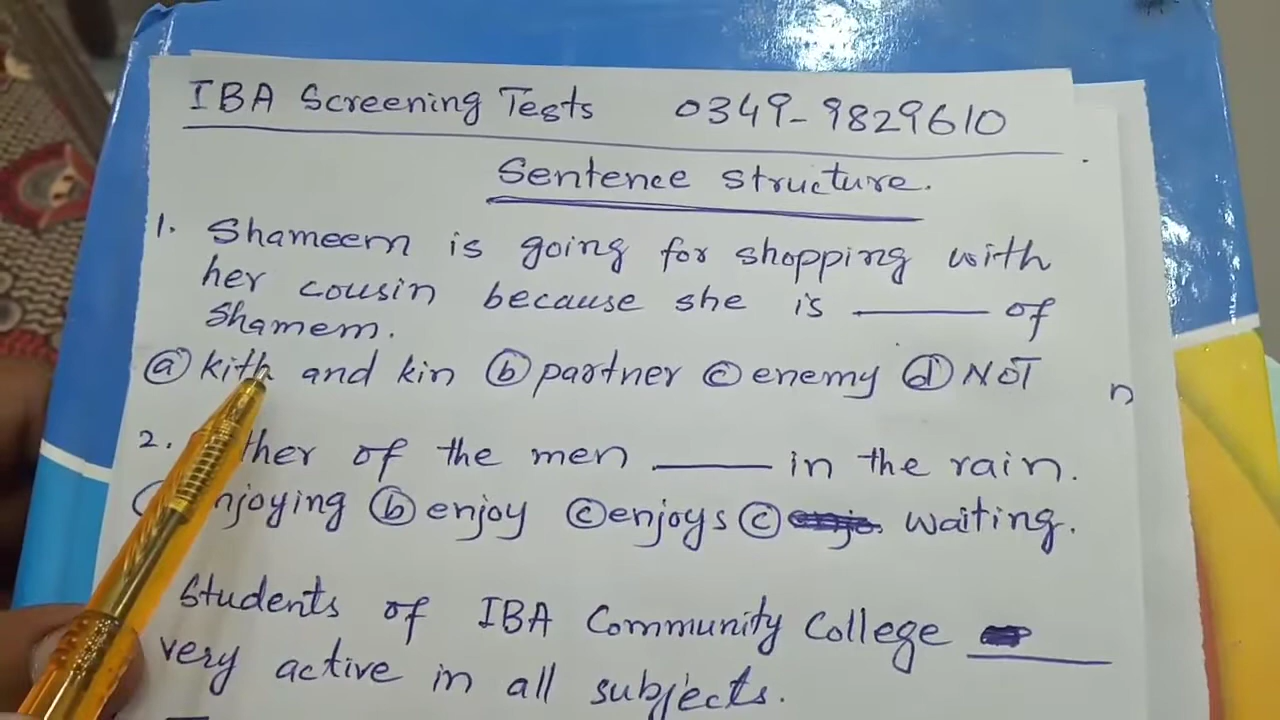 IBA Screening Tests 0349-9829610
Sentence structure.
1. Shameem is going for shopping with
her cousin because she is ______ of
Shamem.
ⓐ kith and kin ⓑ partner ⓒ enemy ⓓ NOT
n
2. ther of the men ______ in the rain.
njoying ⓑ enjoy ⓒ enjoys ⓒ waiting.
Students of IBA Community College ______
very active in all subjects.